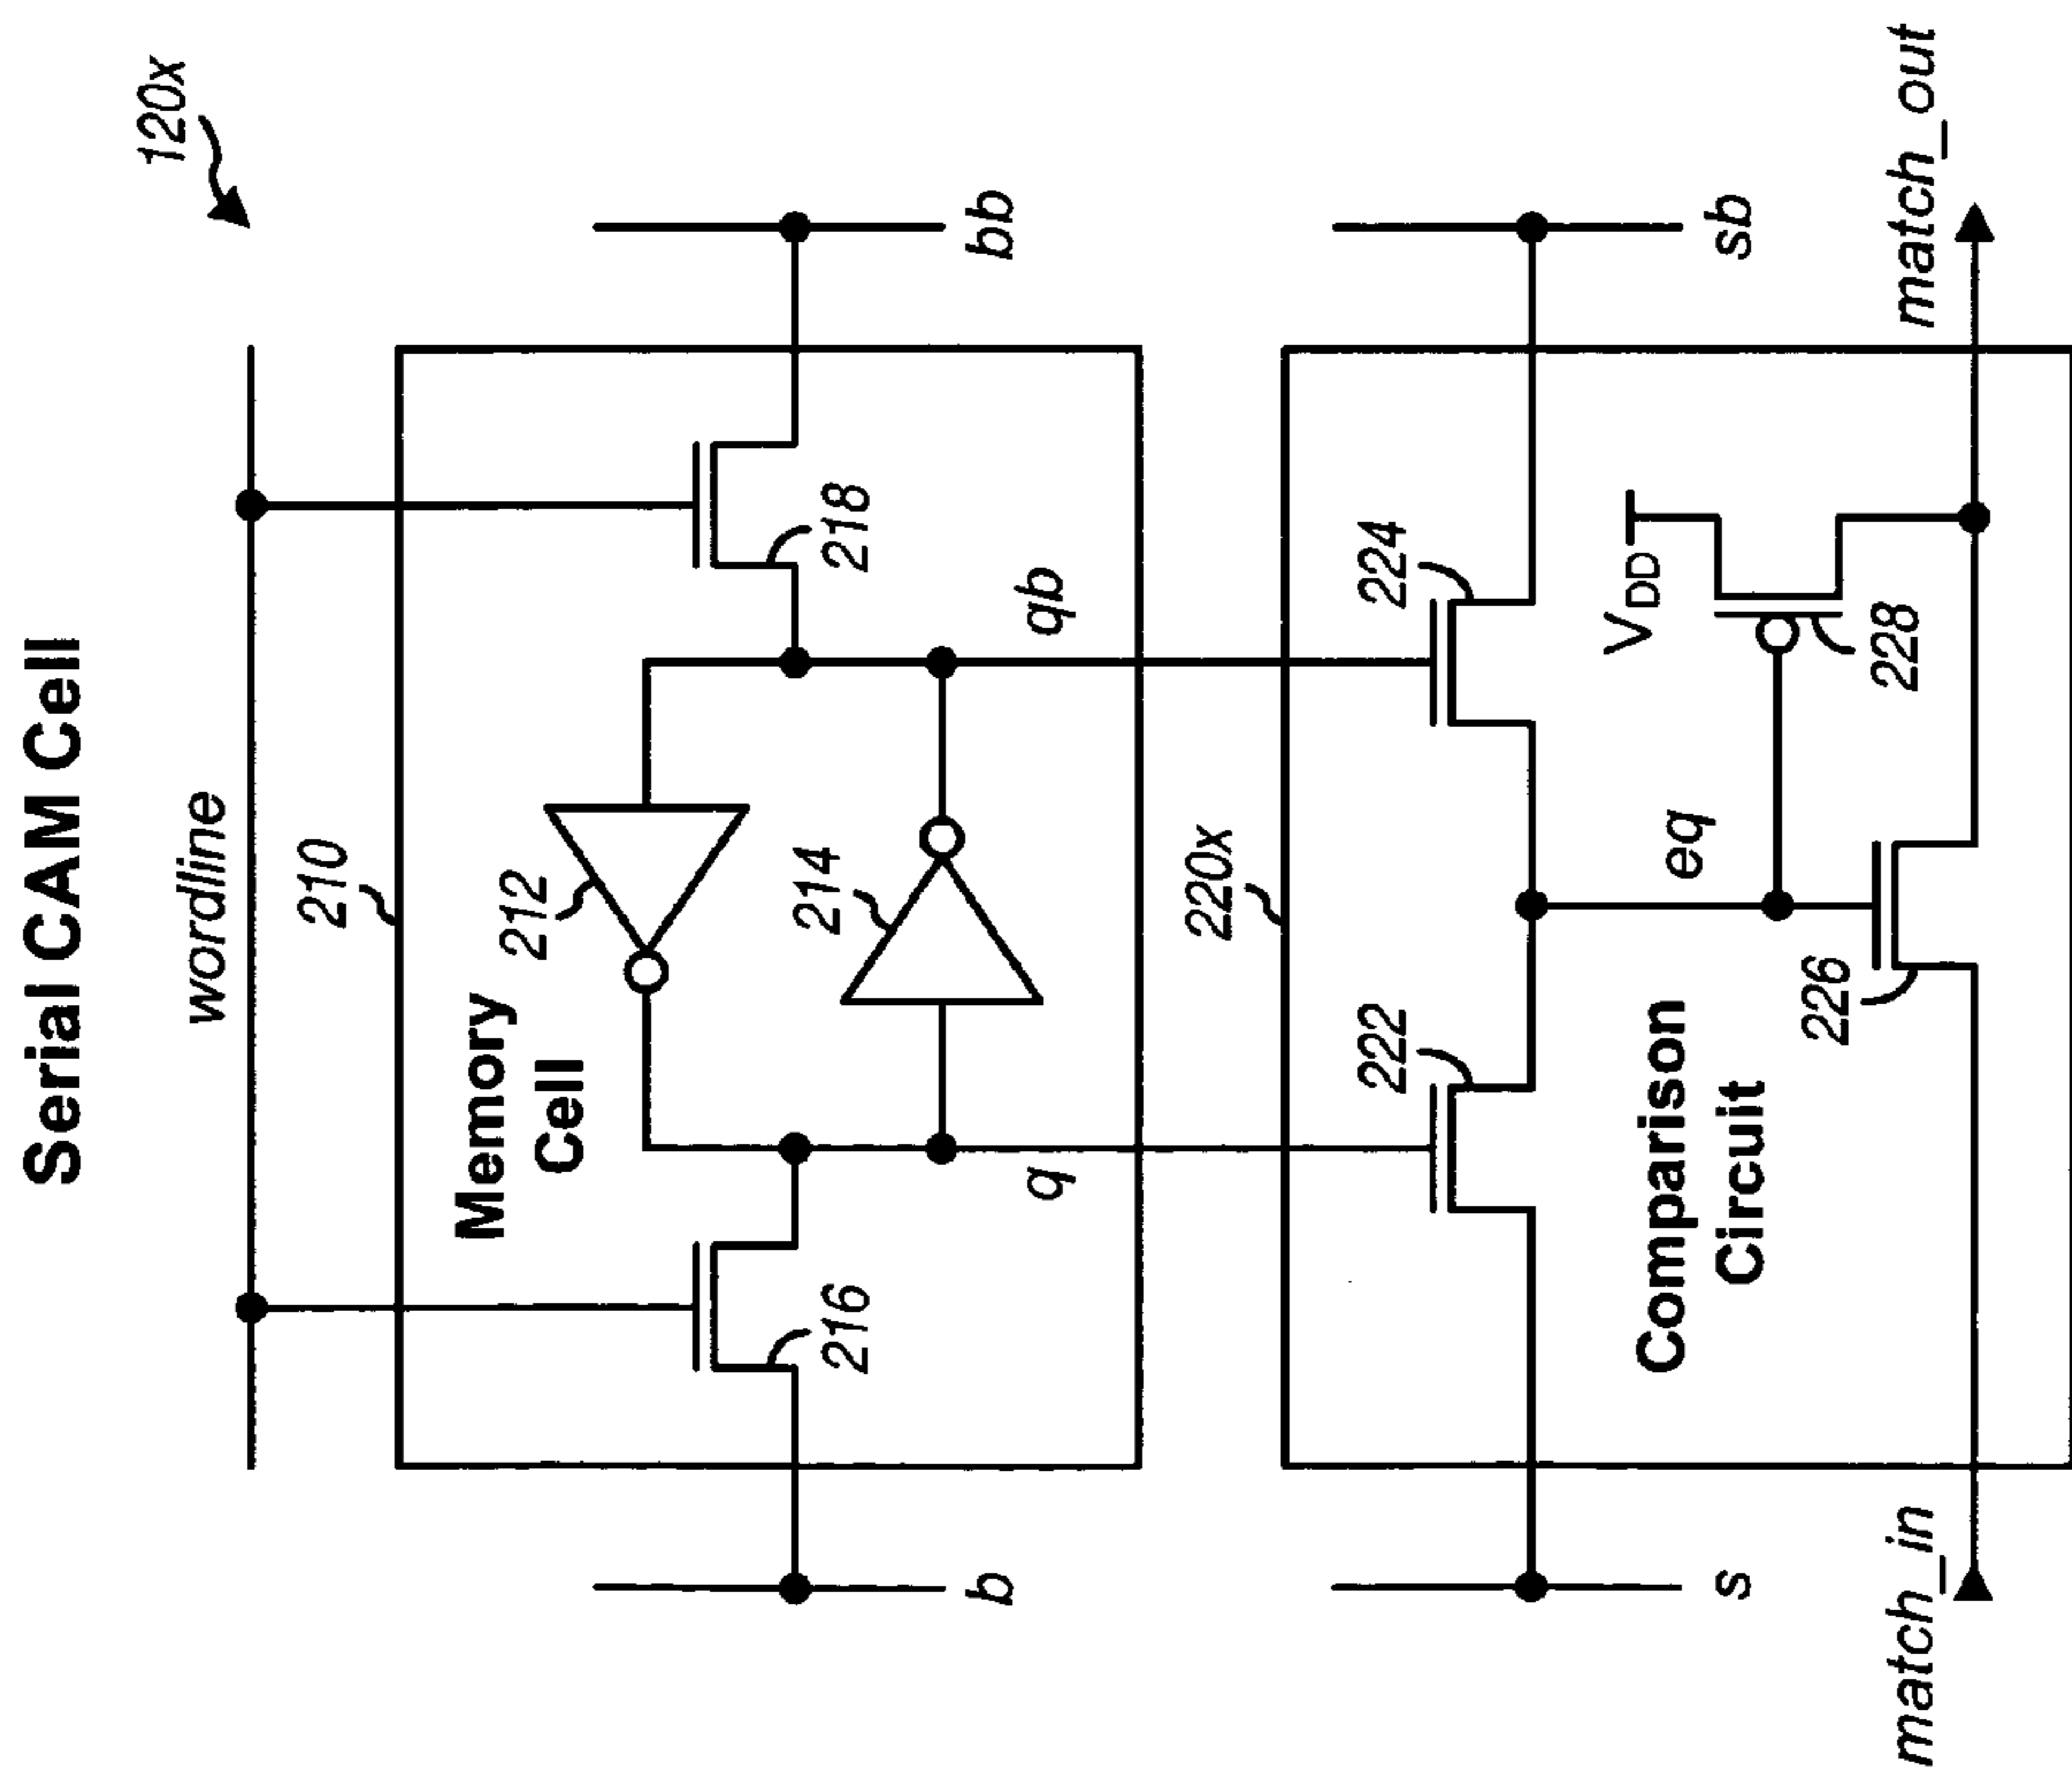 Serial CAM Cell
120x
wordline
210
Memory
Cell
212
214
216
218
b
bb
q
qb
220x
222
224
s
sb
Comparison
Circuit
eq
VDD
226
228
match_in
match_out